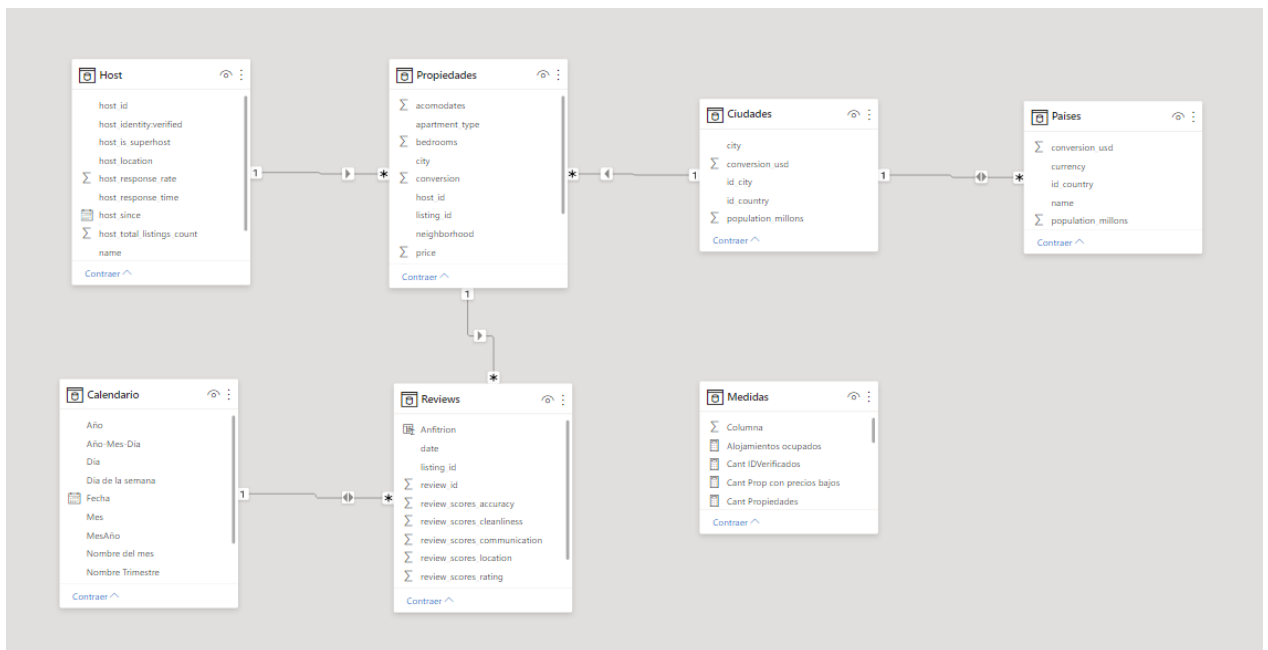 Host
host_id
host_identity:verified
host_is_superhost
host_location
host_response_rate
host_response_time
host_since
host_total_listings_count
name
Contraer
Propiedades
acomodates
apartment_type
bedrooms
city
conversion
host_id
listing_id
neighborhood
price
Contraer
Ciudades
city
conversion_usd
id_city
id_country
population_millons
Contraer
Países
conversion_usd
currency
id_country
name
population_millons
Contraer
1
*
*
1
1
*
1
*
Calendario
Año
Año-Mes-Día
Día
Día de la semana
Fecha
Mes
MesAño
Nombre del mes
Nombre Trimestre
Contraer
1
*
Reviews
Anfitrion
date
listing_id
review_id
review_scores_accuracy
review_scores_cleanliness
review_scores_communication
review_scores_location
review_scores_rating
Contraer
Medidas
Columna
Alojamientos ocupados
Cant IDVerificados
Cant Prop con precios bajos
Cant Propiedades
Contraer